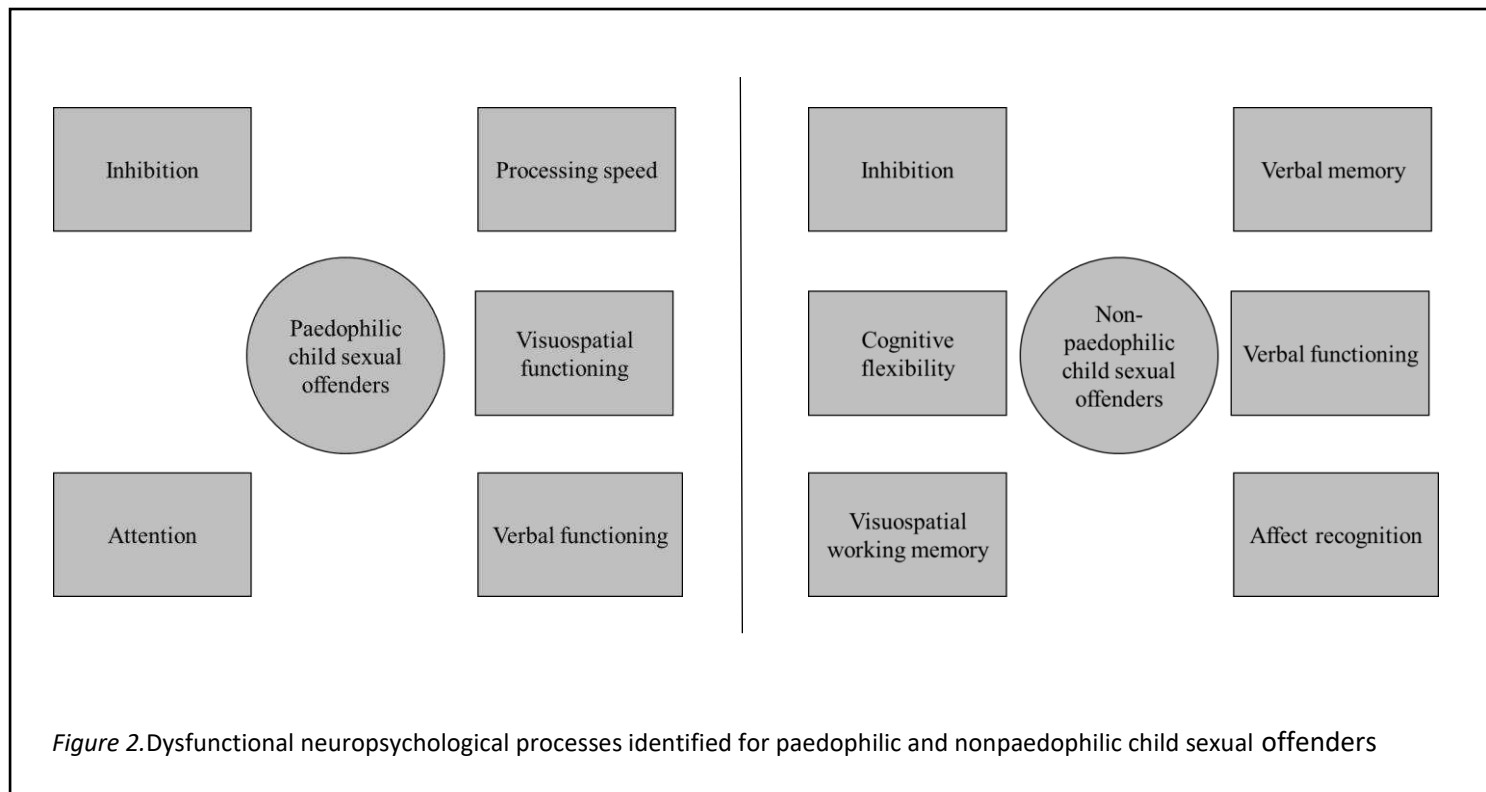 Inhibition
Processing speed
Paedophilic
child sexual
offenders
Visuospatial
functioning
Attention
Verbal functioning
Inhibition
Verbal memory
Cognitive
flexibility
Non-
paedophilic
child sexual
offenders
Verbal functioning
Visuospatial
working memory
Affect recognition
Figure 2.Dysfunctional neuropsychological processes identified for paedophilic and nonpaedophilic child sexual offenders